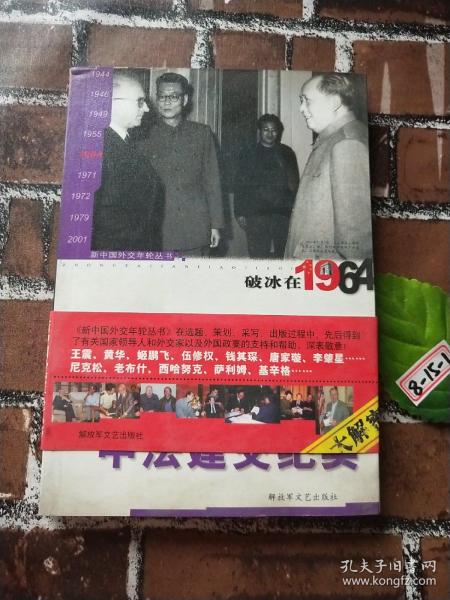 1944
1946
1949
1955
1964
1971
1972
1979
2001
新中国外交年轮丛书
破冰在1964
《新中国外交年轮丛书》在选题、策划、采写、出版过程中，先后得到
了有关国家领导人和外交家以及外国政要的支持和帮助，深表敬意！
王震、黄华、姬鹏飞、伍修权、钱其琛、唐家璇、李肇星……
尼克松、老布什、西哈努克、萨利姆、基辛格……
解放军文艺出版社
大解密
中法建交纪实
解放军文艺出版社
8-15-1
孔夫子旧书网
www.kongfz.com